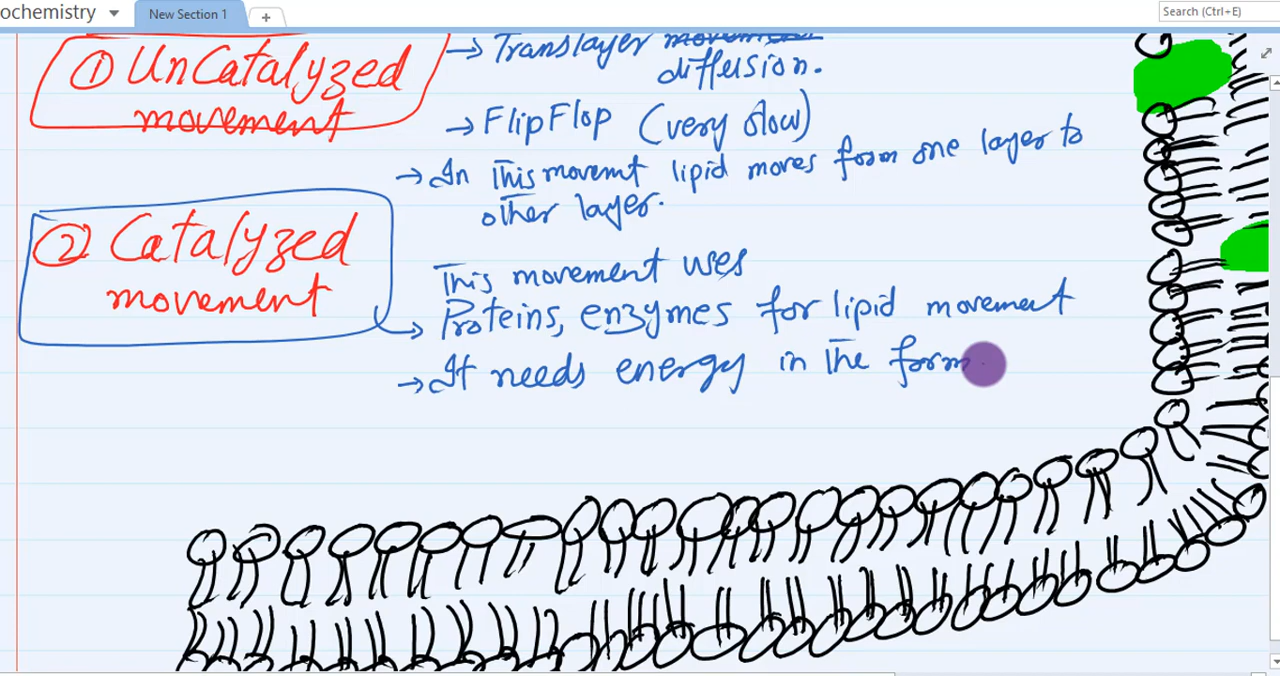 ochemistry
New Section 1
+
Search (Ctrl+E)
① UnCatalyzed
movement
→ Translayer movement
diffusion.
→ FlipFlop (very slow)
→ In This movemt lipid moves form one layer to
other layer.
② Catalyzed
movement
This movement uses
→ Proteins, enzymes for lipid movement
→ It needs energy in the form